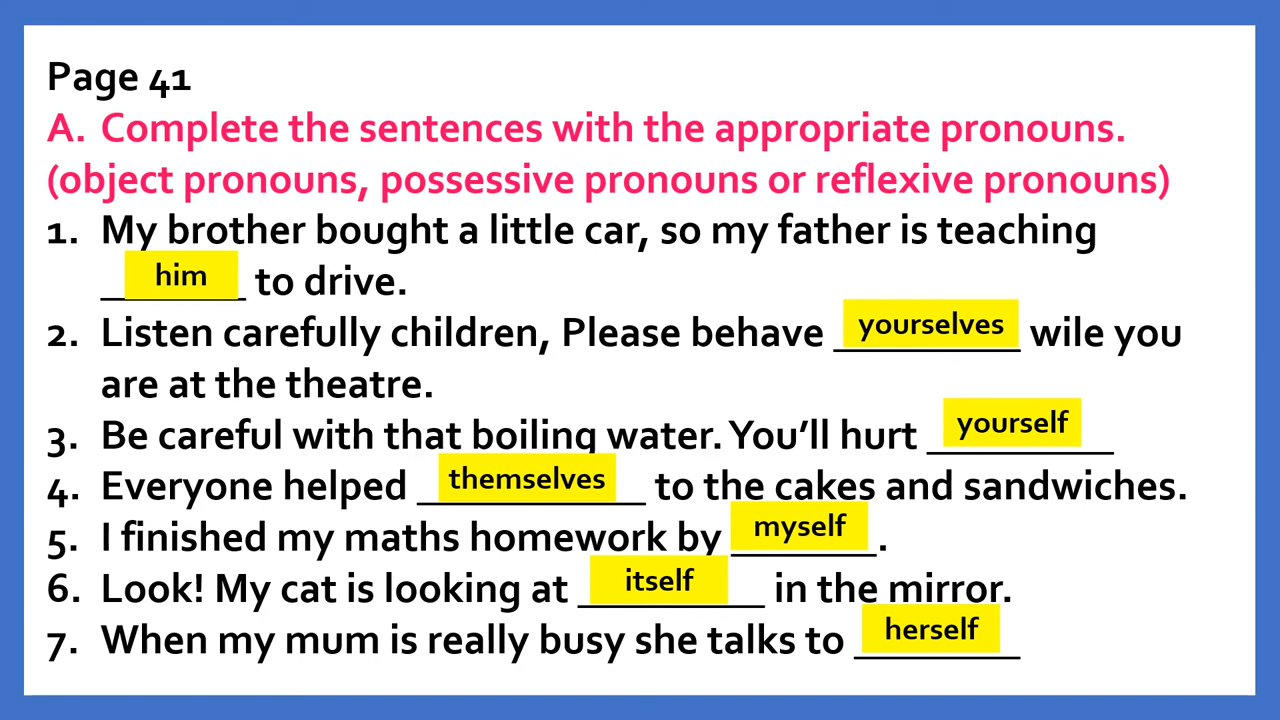 Page 41
A. Complete the sentences with the appropriate pronouns.
(object pronouns, possessive pronouns or reflexive pronouns)
1. My brother bought a little car, so my father is teaching
him to drive.
2. Listen carefully children, Please behave yourselves wile you
are at the theatre.
3. Be careful with that boiling water. You'll hurt yourself
4. Everyone helped themselves to the cakes and sandwiches.
5. I finished my maths homework by myself.
6. Look! My cat is looking at itself in the mirror.
7. When my mum is really busy she talks to herself